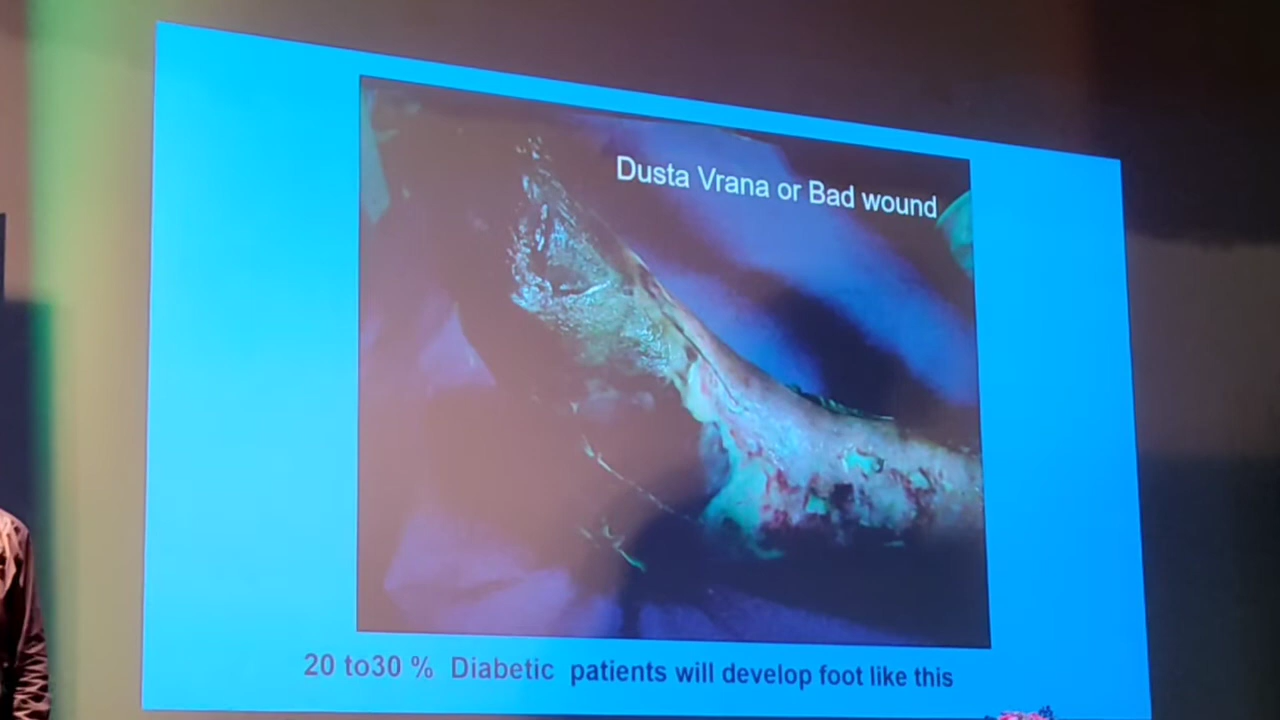 Dusta Vrana or Bad wound
20 to30 % Diabetic patients will develop foot like this